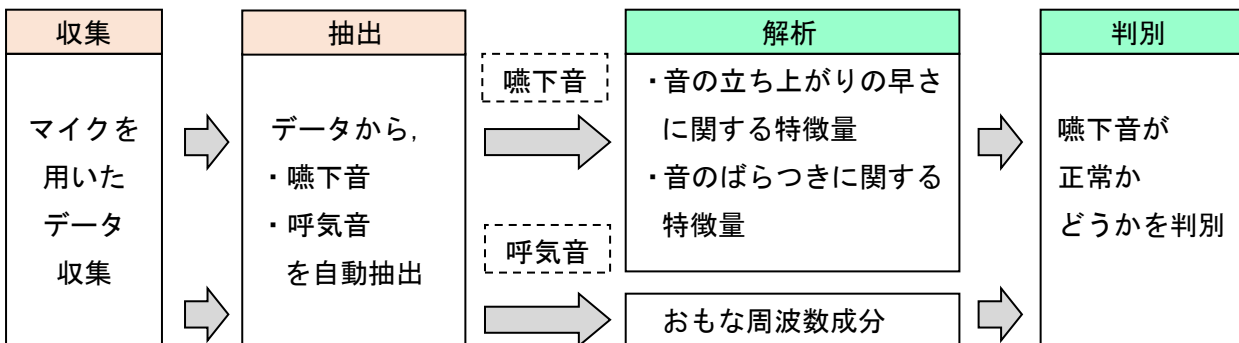 収集
マイクを
用いた
データ
収集
抽出
データから，
・嚥下音
・呼気音
を自動抽出
嚥下音
呼気音
解析
・音の立ち上がりの早さ
に関する特徴量
・音のばらつきに関する
特徴量
おもな周波数成分
判別
嚥下音が
正常か
どうかを判別